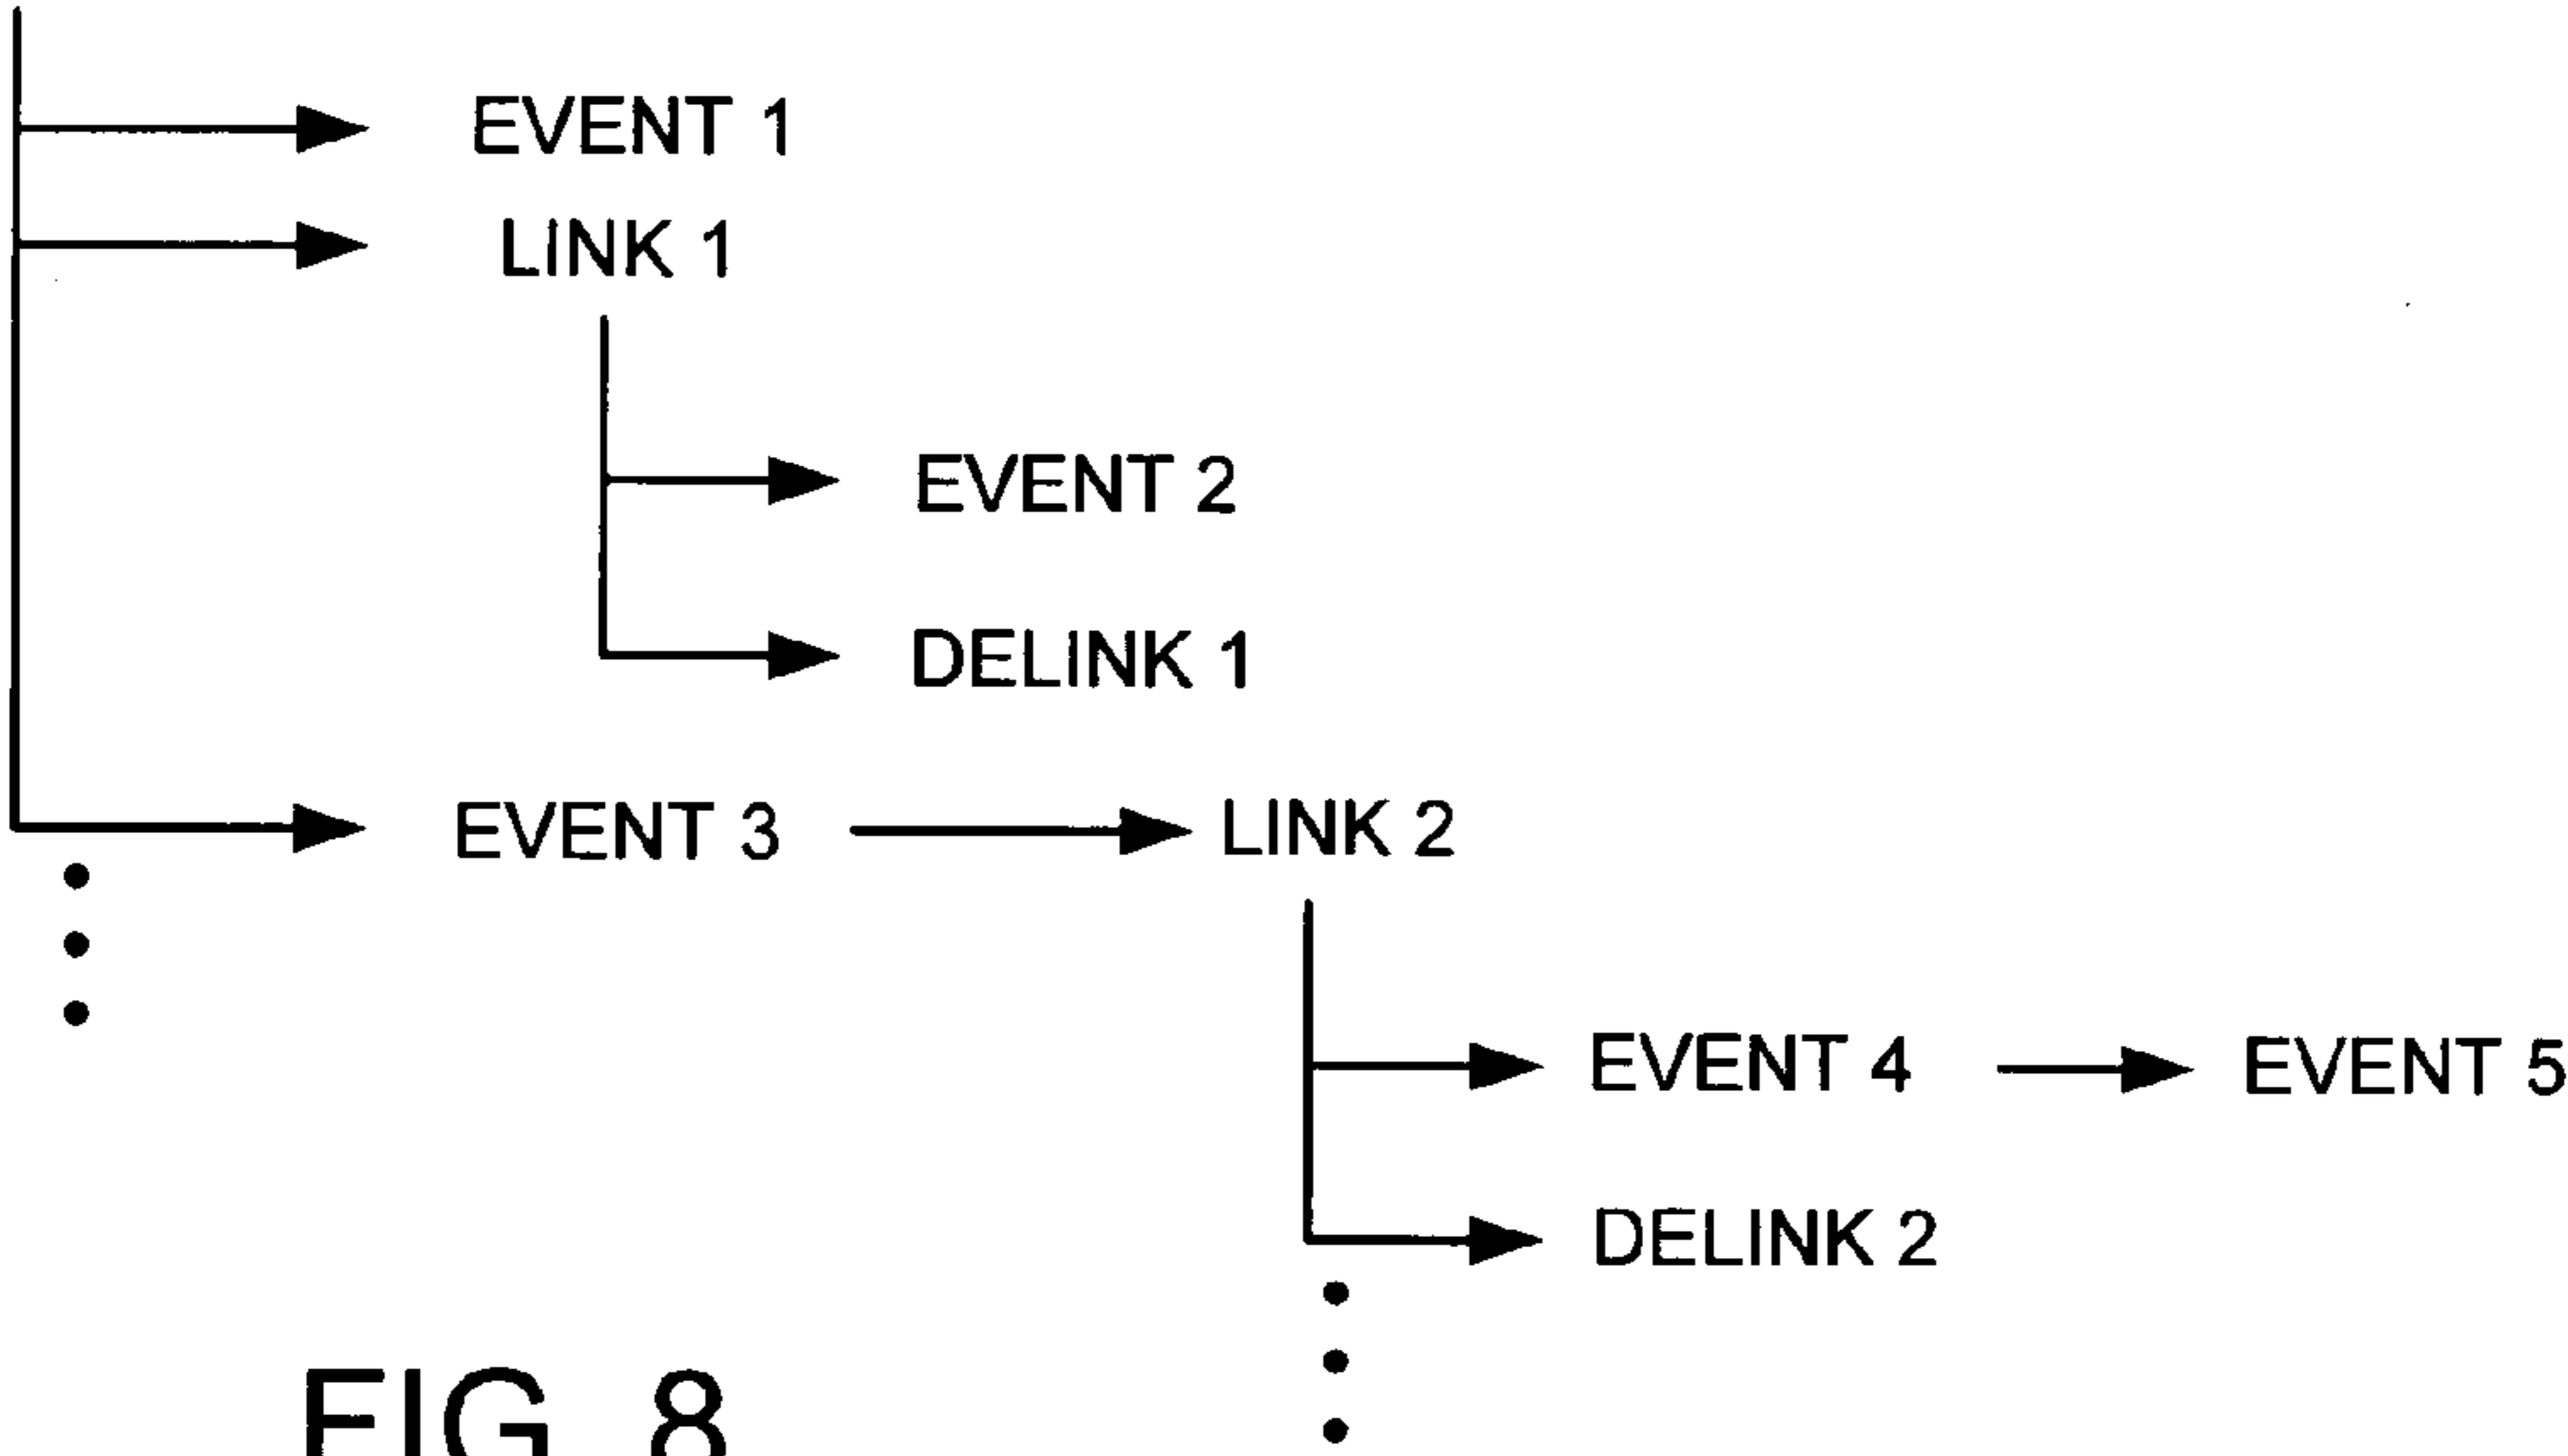 EVENT 1
LINK 1
EVENT 2
DELINK 1
EVENT 3 LINK 2
EVENT 4 EVENT 5
DELINK 2
FIG. 8